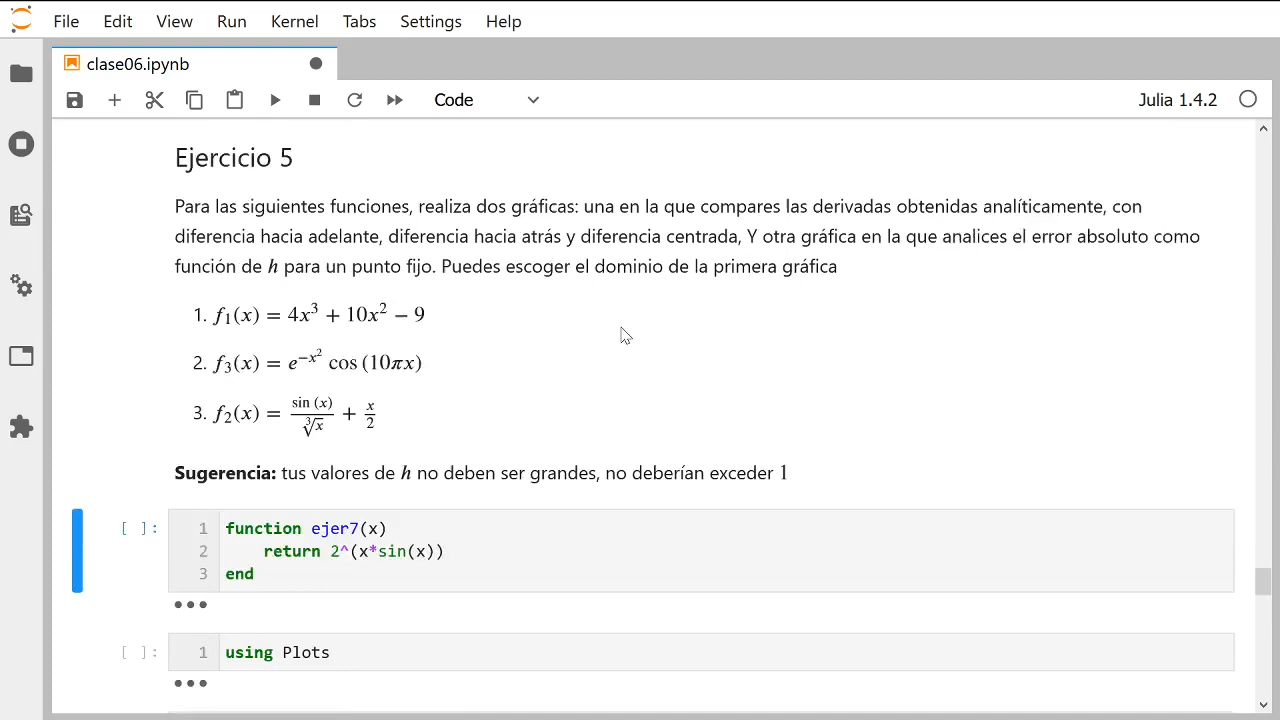 File Edit View Run Kernel Tabs Settings Help
clase06.ipynb
Code Julia 1.4.2
Ejercicio 5
Para las siguientes funciones, realiza dos gráficas: una en la que compares las derivadas obtenidas analíticamente, con
diferencia hacia adelante, diferencia hacia atrás y diferencia centrada, Y otra gráfica en la que analices el error absoluto como
función de h para un punto fijo. Puedes escoger el dominio de la primera gráfica
1. f₁(x) = 4x³ + 10x² − 9
2. f₃(x) = e^{−x²} cos (10πx)
3. f₂(x) = sin (x)/∛x + x/2
Sugerencia: tus valores de h no deben ser grandes, no deberían exceder 1
[ ]: 1 function ejer7(x)
2 return 2^(x*sin(x))
3 end
[ ]: 1 using Plots